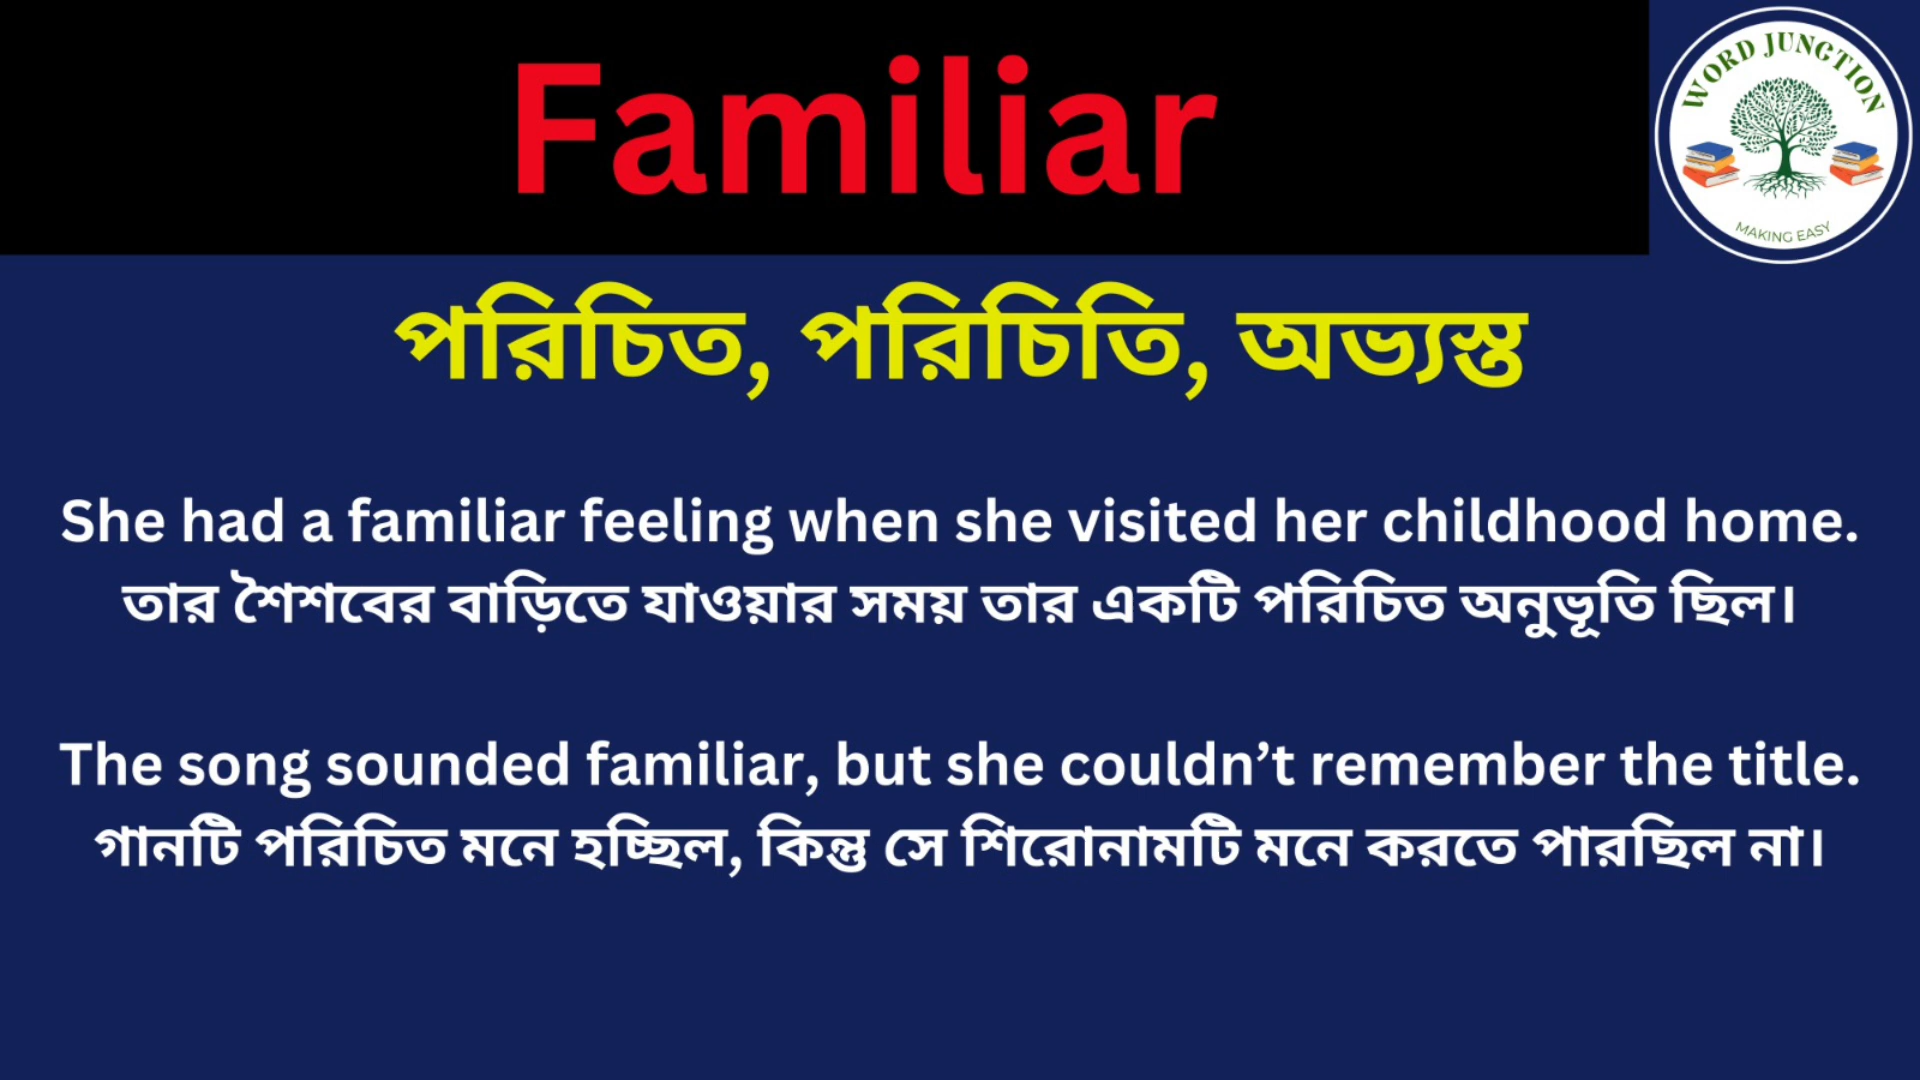 Familiar
WORD JUNCTION
MAKING EASY
পরিচিত, পরিচিতি, অভ্যস্ত
She had a familiar feeling when she visited her childhood home.
তার শৈশবের বাড়িতে যাওয়ার সময় তার একটি পরিচিত অনুভূতি ছিল।
The song sounded familiar, but she couldn’t remember the title.
গানটি পরিচিত মনে হচ্ছিল, কিন্তু সে শিরোনামটি মনে করতে পারছিল না।